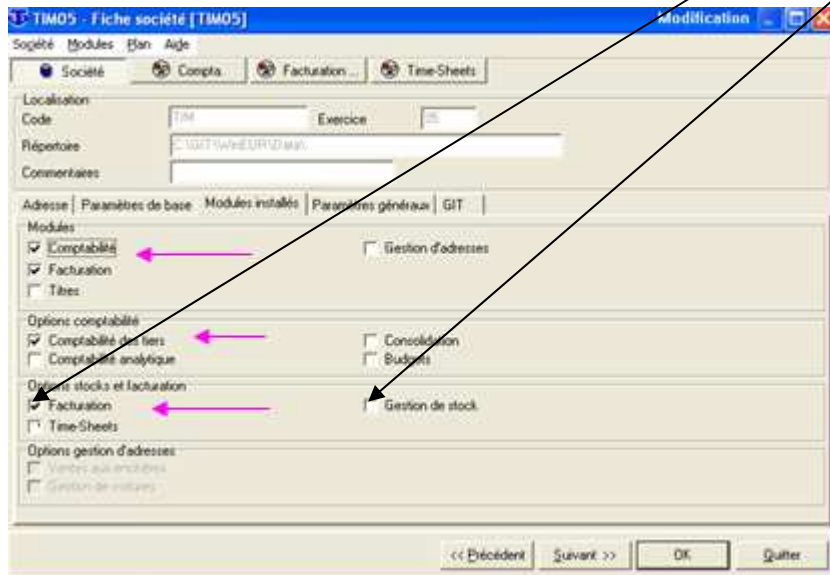 TIM05 - Fiche société [TIM05] Modification
Société Modules Plan Aide
Société Compta. Facturation ... Time-Sheets
Localisation
Code TIM Exercice 05
Répertoire C:\GIT\WinEUR\Data\
Commentaires
Adresse Paramètres de base Modules installés Paramètres généraux GIT
Modules
Comptabilité Gestion d'adresses
Facturation
Titres
Options comptabilité
Comptabilité des tiers Consolidation
Comptabilité analytique Budgets
Options stocks et facturation
Facturation Gestion de stock
Time-Sheets
Options gestion d'adresses
Ventes aux enchères
Gestion de voitures
<< Précédent Suivant >> OK Quitter